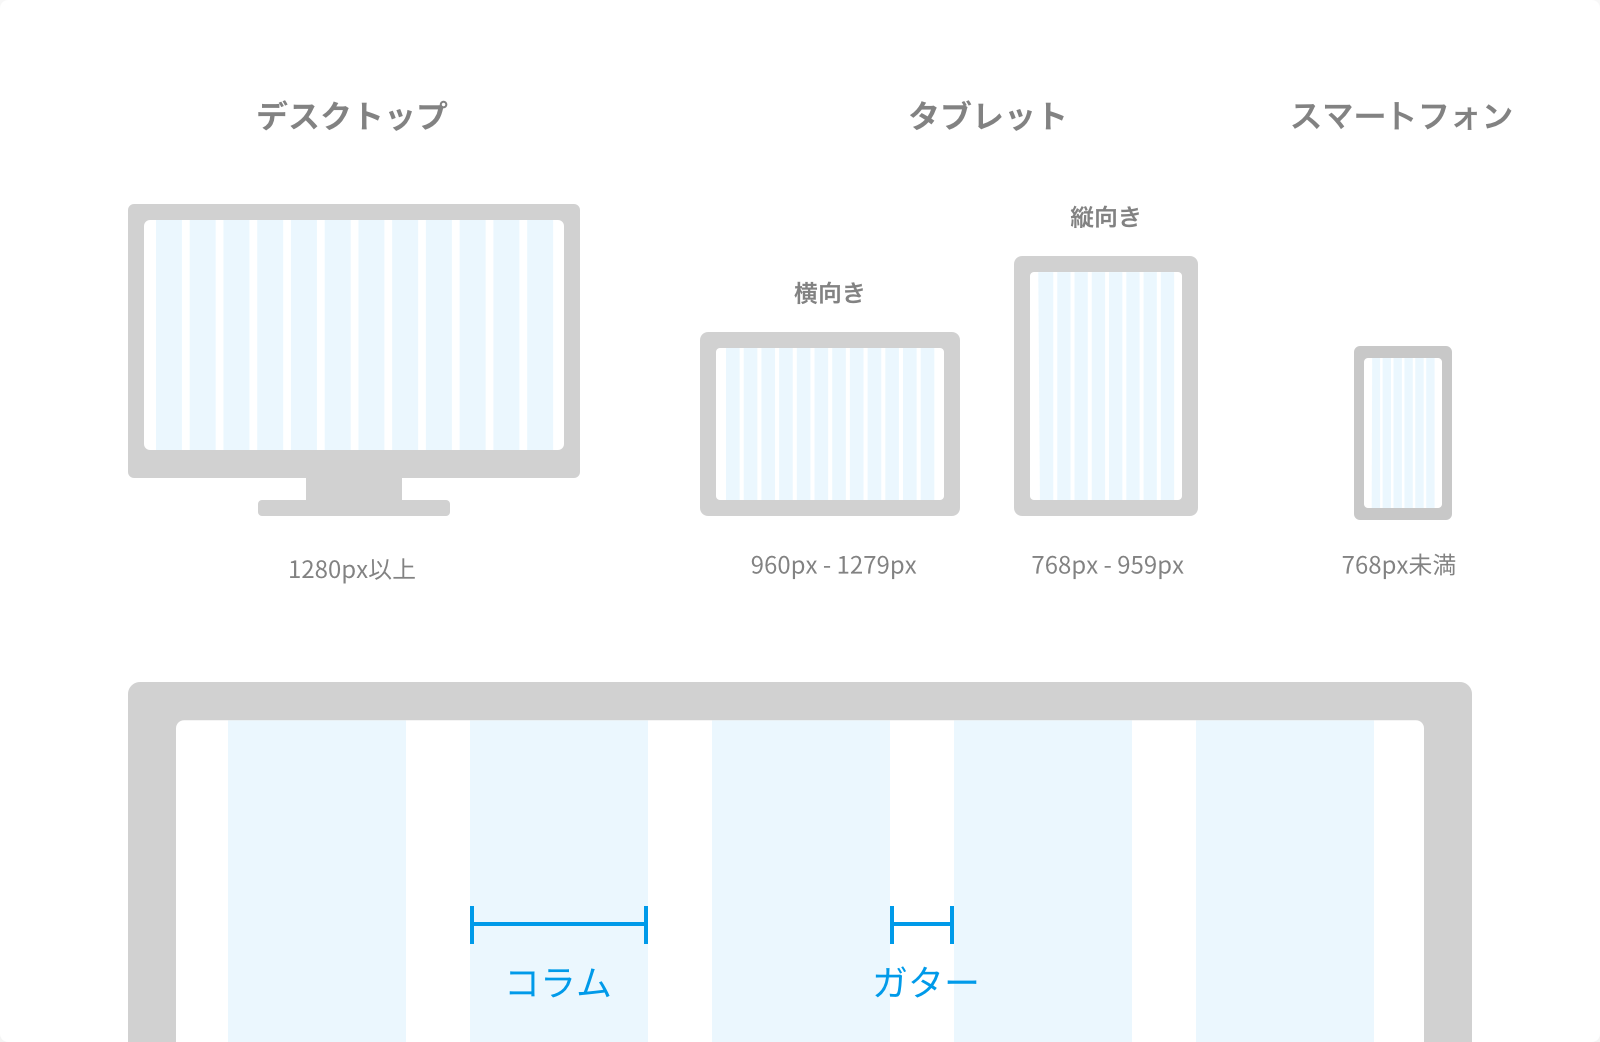 デスクトップ
タブレット
スマートフォン
縦向き
横向き
1280px以上
960px - 1279px
768px - 959px
768px未満
コラム
ガター